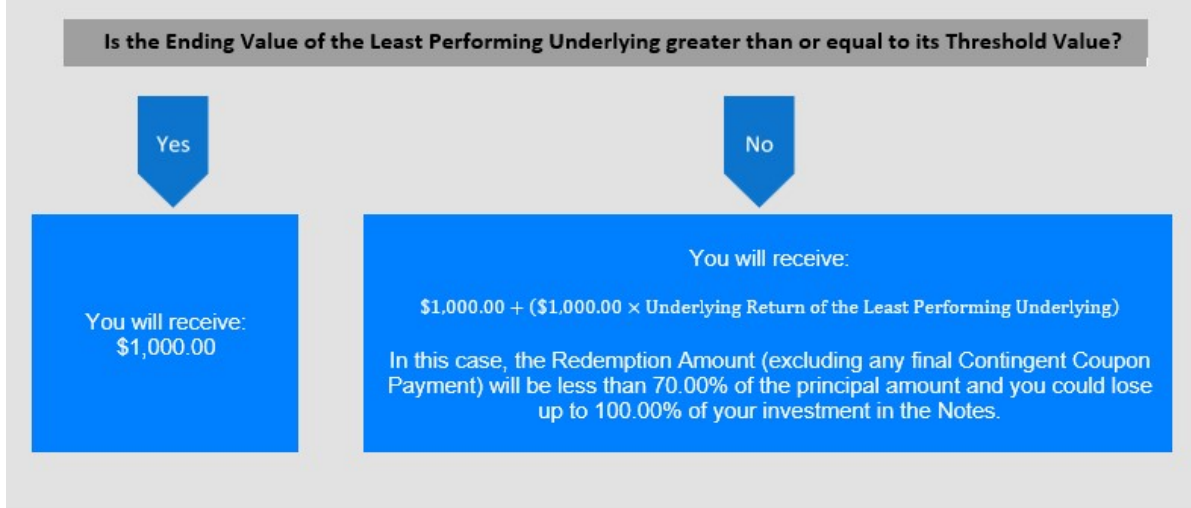 Is the Ending Value of the Least Performing Underlying greater than or equal to its Threshold Value?
Yes
No
You will receive:
$1,000.00
You will receive:
$1,000.00 + ($1,000.00 × Underlying Return of the Least Performing Underlying)
In this case, the Redemption Amount (excluding any final Contingent Coupon
Payment) will be less than 70.00% of the principal amount and you could lose
up to 100.00% of your investment in the Notes.